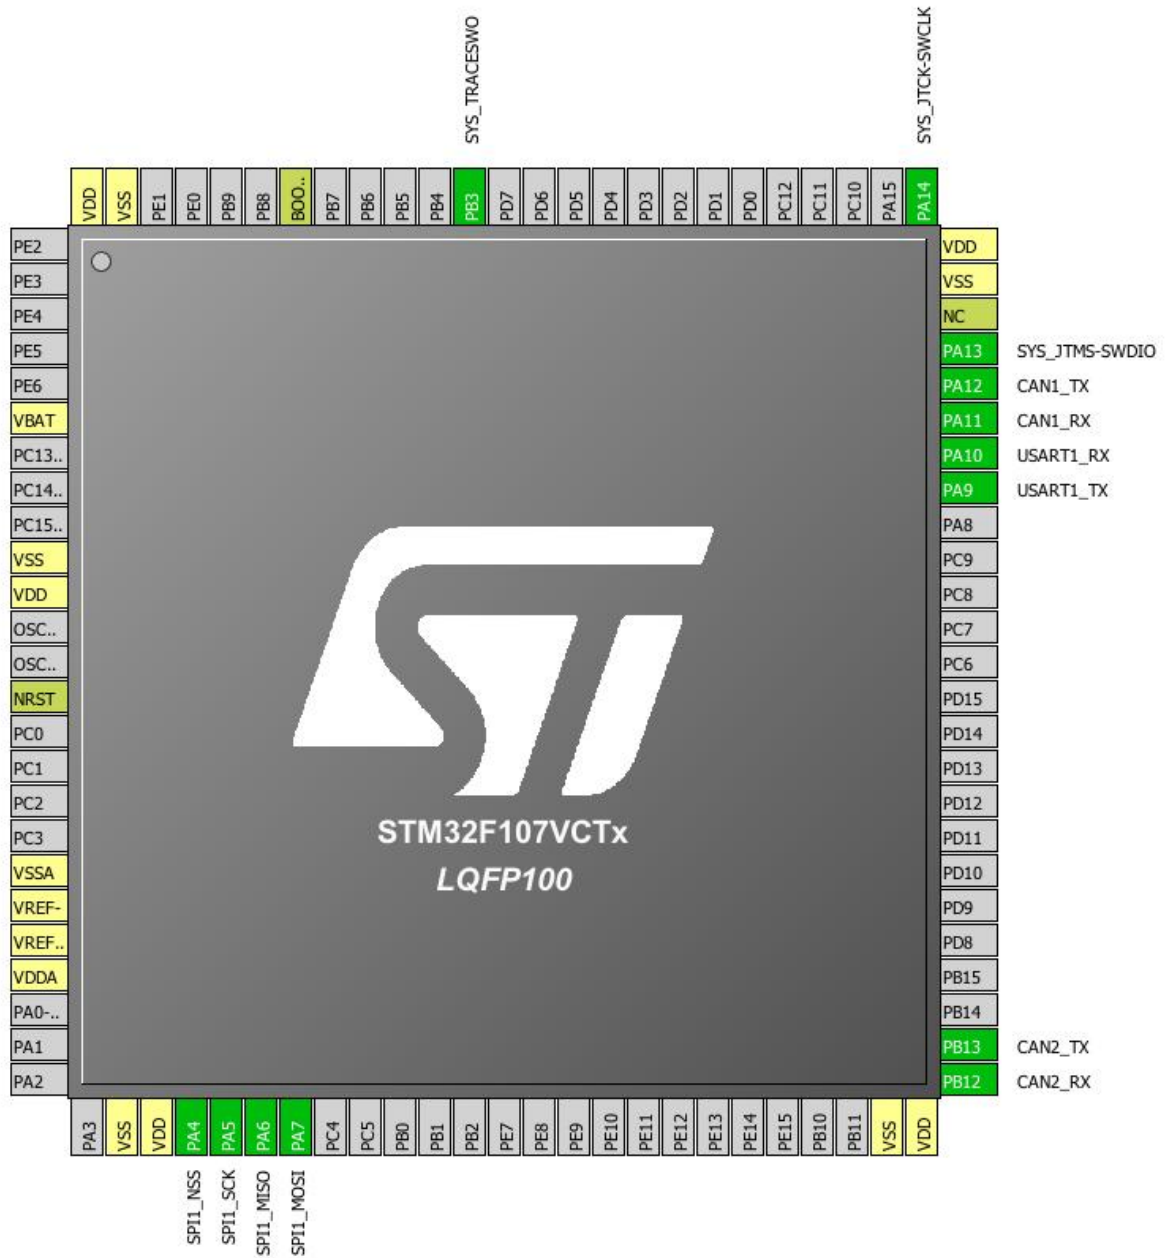 SYS_TRACESWO
SYS_JTCK-SWCLK
VDD
VSS
PE1
PE0
PB9
PB8
BOO..
PB7
PB6
PB5
PB4
PB3
PD7
PD6
PD5
PD4
PD3
PD2
PD1
PD0
PC12
PC11
PC10
PA15
PA14
PE2
PE3
PE4
PE5
PE6
VBAT
PC13..
PC14..
PC15..
VSS
VDD
OSC..
OSC..
NRST
PC0
PC1
PC2
PC3
VSSA
VREF-
VREF..
VDDA
PA0-..
PA1
PA2
ST
STM32F107VCTx
LQFP100
VDD
VSS
NC
PA13 SYS_JTMS-SWDIO
PA12 CAN1_TX
PA11 CAN1_RX
PA10 USART1_RX
PA9 USART1_TX
PA8
PC9
PC8
PC7
PC6
PD15
PD14
PD13
PD12
PD11
PD10
PD9
PD8
PB15
PB14
PB13 CAN2_TX
PB12 CAN2_RX
PA3
VSS
VDD
PA4
PA5
PA6
PA7
PC4
PC5
PB0
PB1
PB2
PE7
PE8
PE9
PE10
PE11
PE12
PE13
PE14
PE15
PB10
PB11
VSS
VDD
SPI1_NSS
SPI1_SCK
SPI1_MISO
SPI1_MOSI